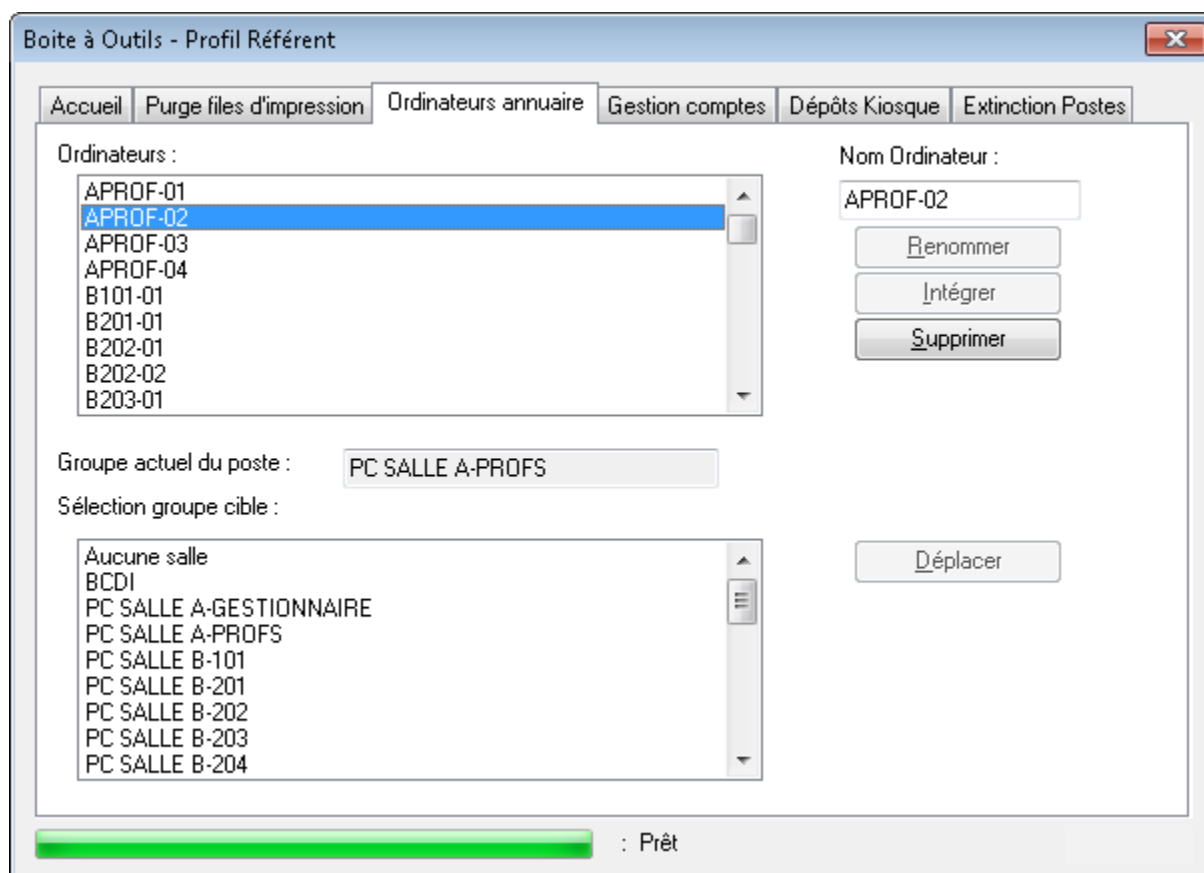 Boite à Outils - Profil Référent
Accueil Purge files d'impression Ordinateurs annuaire Gestion comptes Dépôts Kiosque Extinction Postes
Ordinateurs :
APROF-01
APROF-02
APROF-03
APROF-04
B101-01
B201-01
B202-01
B202-02
B203-01
Nom Ordinateur :
APROF-02
Renommer
Intégrer
Supprimer
Groupe actuel du poste : PC SALLE A-PROFS
Sélection groupe cible :
Aucune salle
BCDI
PC SALLE A-GESTIONNAIRE
PC SALLE A-PROFS
PC SALLE B-101
PC SALLE B-201
PC SALLE B-202
PC SALLE B-203
PC SALLE B-204
Déplacer
: Prêt